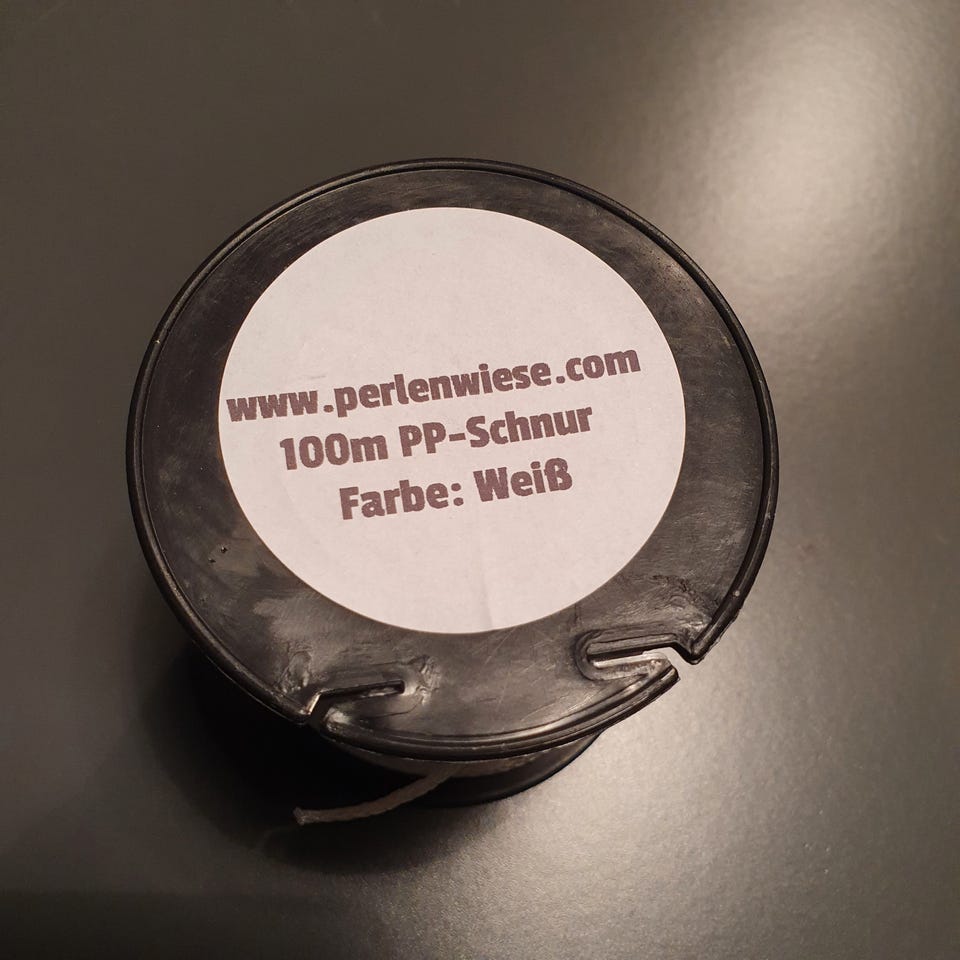 www.perlenwiese.com
100m PP-Schnur
Farbe: Weiß